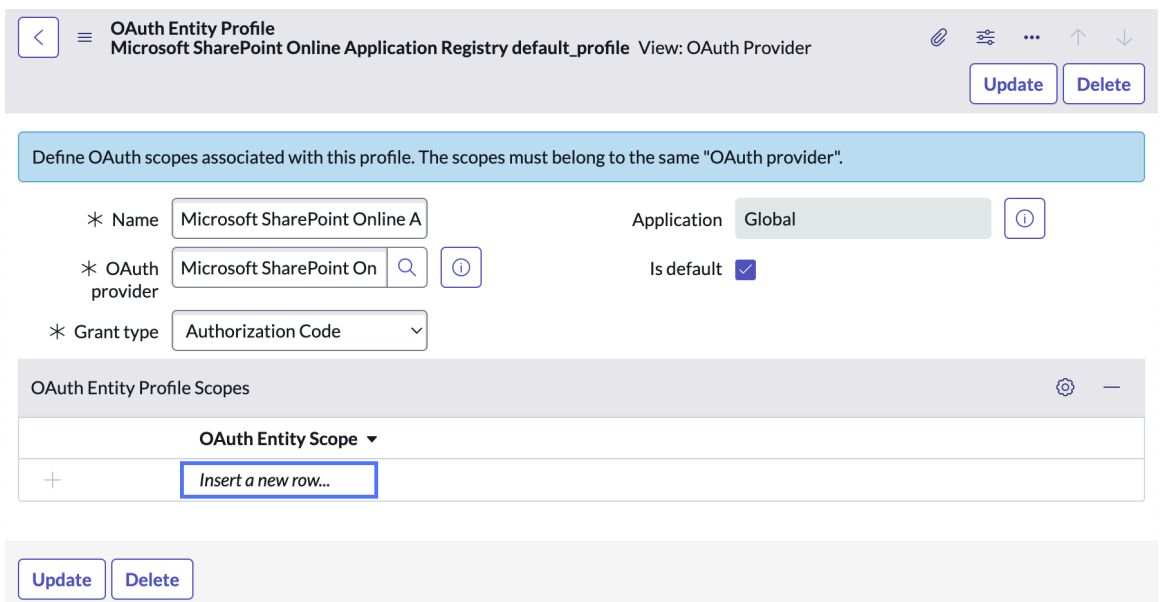 OAuth Entity Profile
Microsoft SharePoint Online Application Registry default_profile View: OAuth Provider
Update Delete
Define OAuth scopes associated with this profile. The scopes must belong to the same "OAuth provider".
Name Microsoft SharePoint Online A Application Global
OAuth provider Microsoft SharePoint On Is default
Grant type Authorization Code
OAuth Entity Profile Scopes
OAuth Entity Scope
Insert a new row...
Update Delete